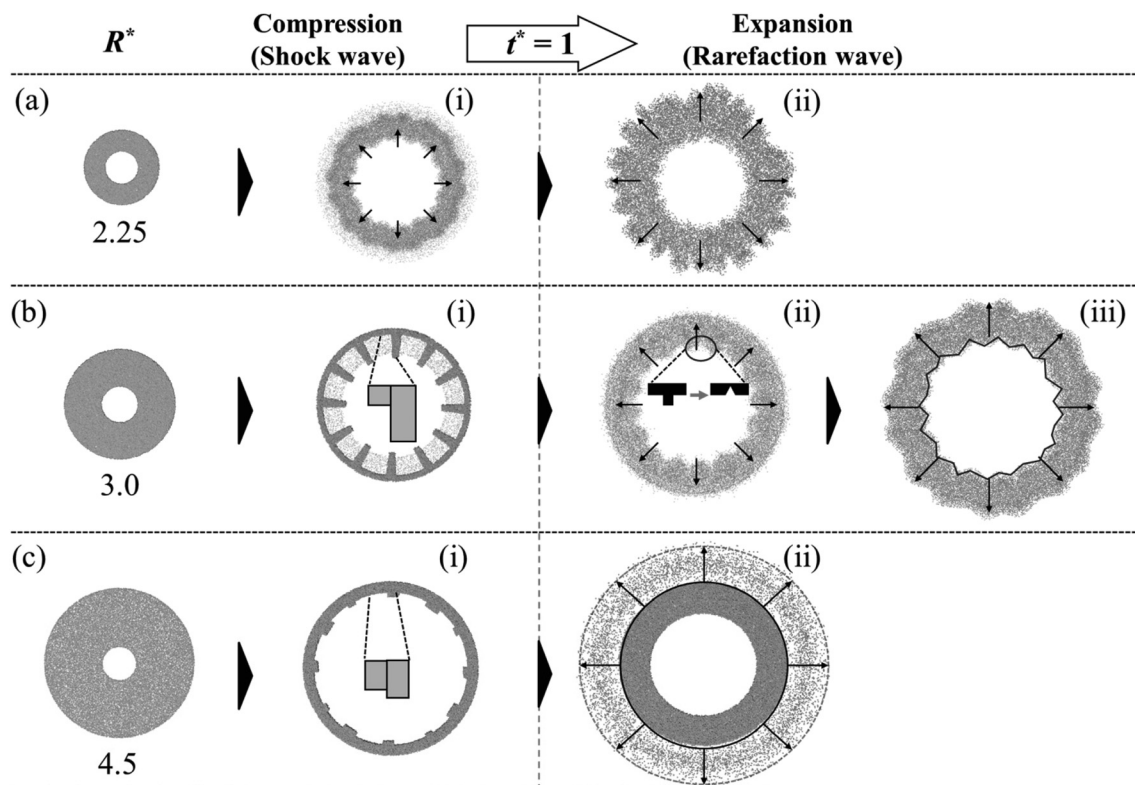 R* Compression (Shock wave) t* = 1 Expansion (Rarefaction wave)
(a) (i) (ii)
2.25
(b) (i) (ii) (iii)
3.0
(c) (i) (ii)
4.5